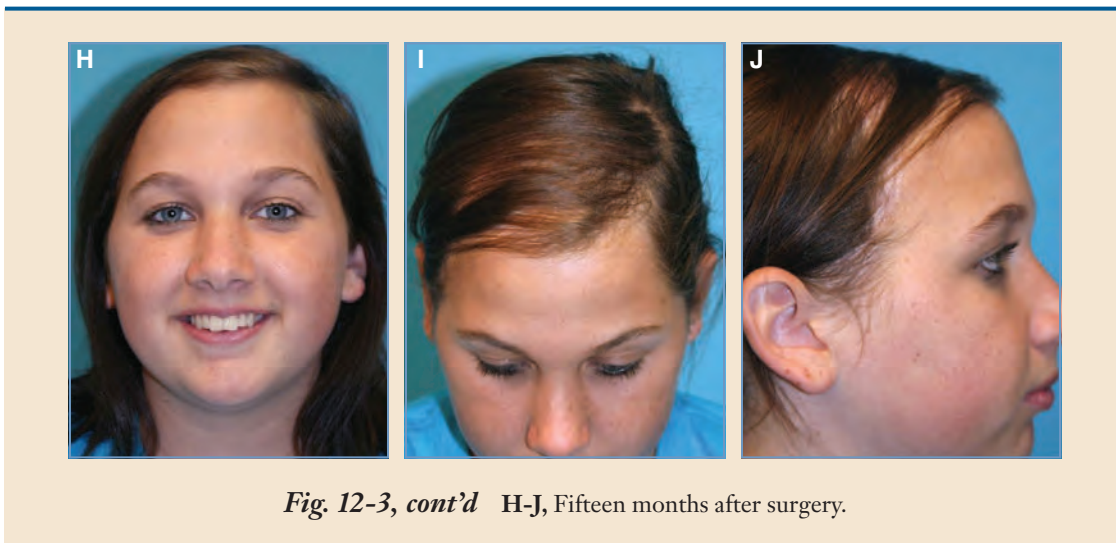 H
I
J
Fig. 12-3, cont’d H-J, Fifteen months after surgery.